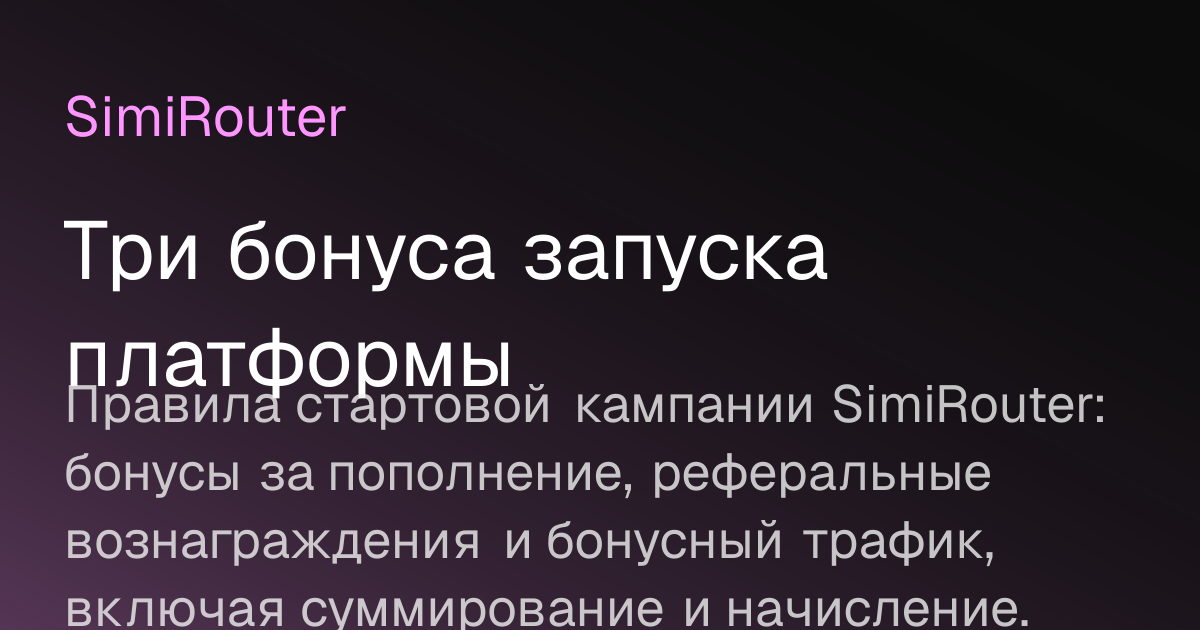 SimiRouter
Три бонуса запуска
платформы
Правила стартовой кампании SimiRouter:
бонусы за пополнение, реферальные
вознаграждения и бонусный трафик,
включая суммирование и начисление.